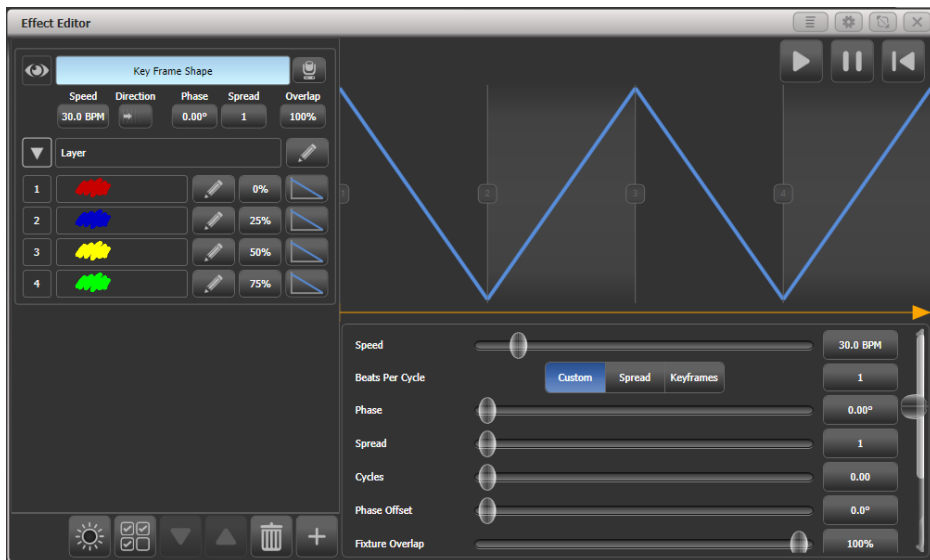 Effect Editor
Key Frame Shape
Speed Direction Phase Spread Overlap
30.0 BPM 0.00° 1 100%
Layer
1 0%
2 25%
3 50%
4 75%
1 2 3 4
Speed 30.0 BPM
Beats Per Cycle Custom Spread Keyframes 1
Phase 0.00°
Spread 1
Cycles 0.00
Phase Offset 0.0°
Fixture Overlap 100%